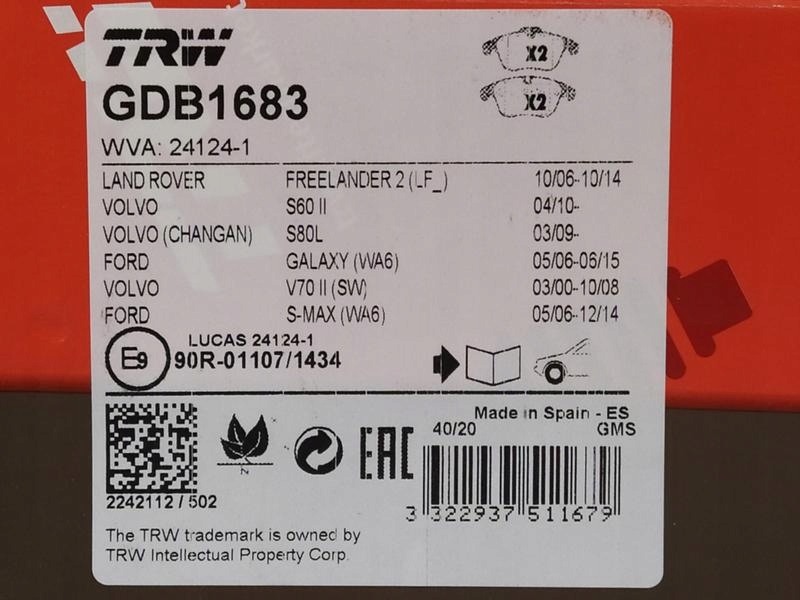 TRW
GDB1683
X2
X2
WVA: 24124-1
LAND ROVER FREELANDER 2 (LF_) 10/06-10/14
VOLVO S60 II 04/10-
VOLVO (CHANGAN) S80L 03/09-
FORD GALAXY (WA6) 05/06-06/15
VOLVO V70 II (SW) 03/00-10/08
FORD S-MAX (WA6) 05/06-12/14
LUCAS 24124-1
E9 90R-01107/1434
Made in Spain - ES
40/20 GMS
N
EAC
2242112 / 502
3 322937 511679
The TRW trademark is owned by
TRW Intellectual Property Corp.